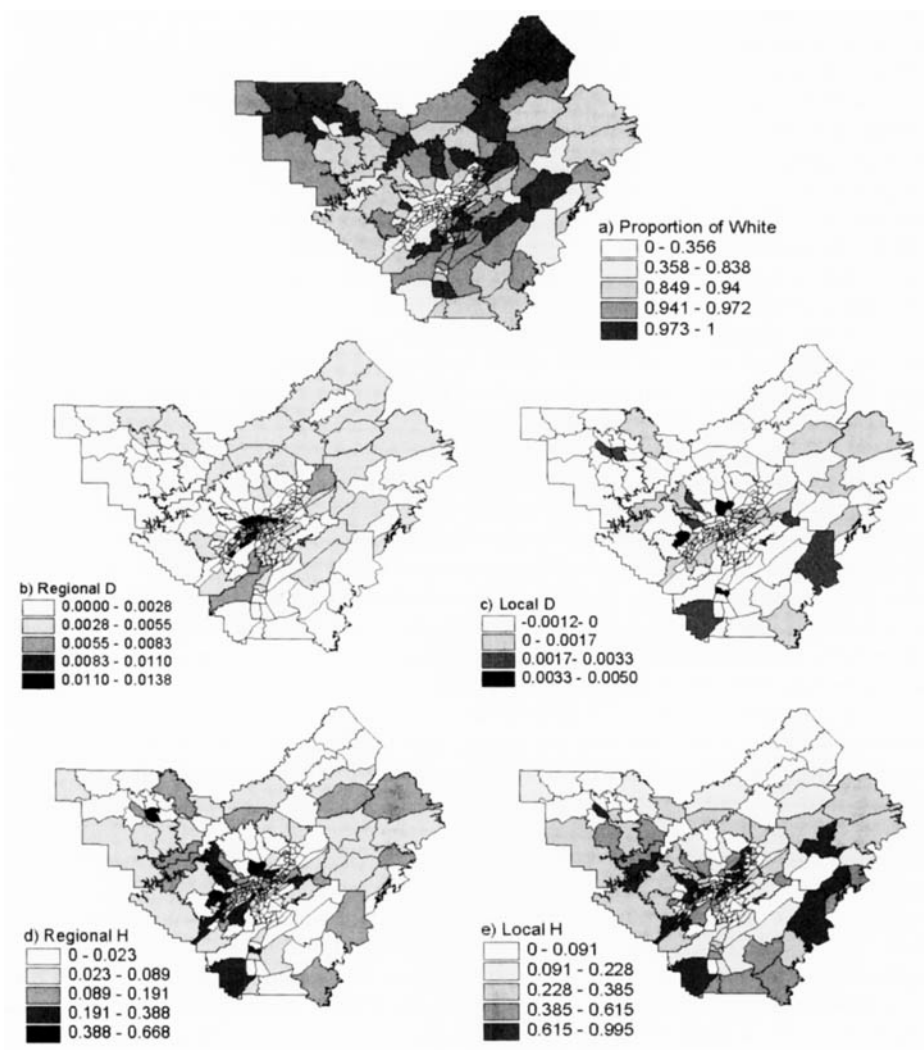 a) Proportion of White
0 - 0.356
0.358 - 0.838
0.849 - 0.94
0.941 - 0.972
0.973 - 1
b) Regional D
0.0000 - 0.0028
0.0028 - 0.0055
0.0055 - 0.0083
0.0083 - 0.0110
0.0110 - 0.0138
c) Local D
-0.0012- 0
0 - 0.0017
0.0017- 0.0033
0.0033 - 0.0050
d) Regional H
0 - 0.023
0.023 - 0.089
0.089 - 0.191
0.191 - 0.388
0.388 - 0.668
e) Local H
0 - 0.091
0.091 - 0.228
0.228 - 0.385
0.385 - 0.615
0.615 - 0.995